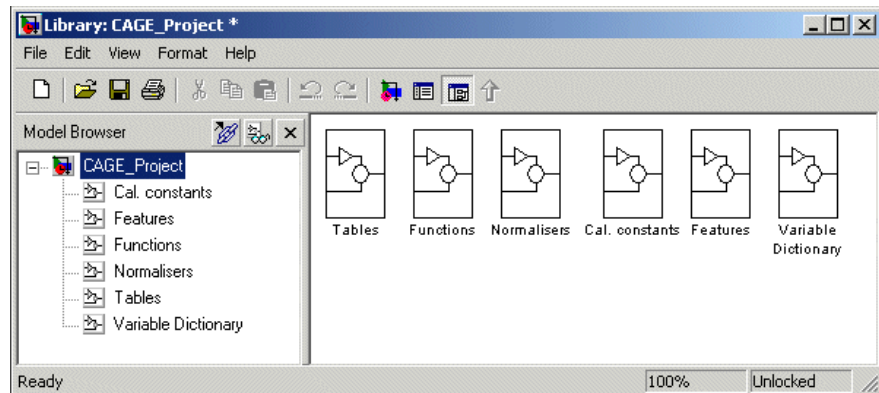 Library: CAGE_Project *
File Edit View Format Help
Model Browser
CAGE_Project
Cal. constants
Features
Functions
Normalisers
Tables
Variable Dictionary
Tables Functions Normalisers Cal. constants Features Variable
Dictionary
Ready 100% Unlocked